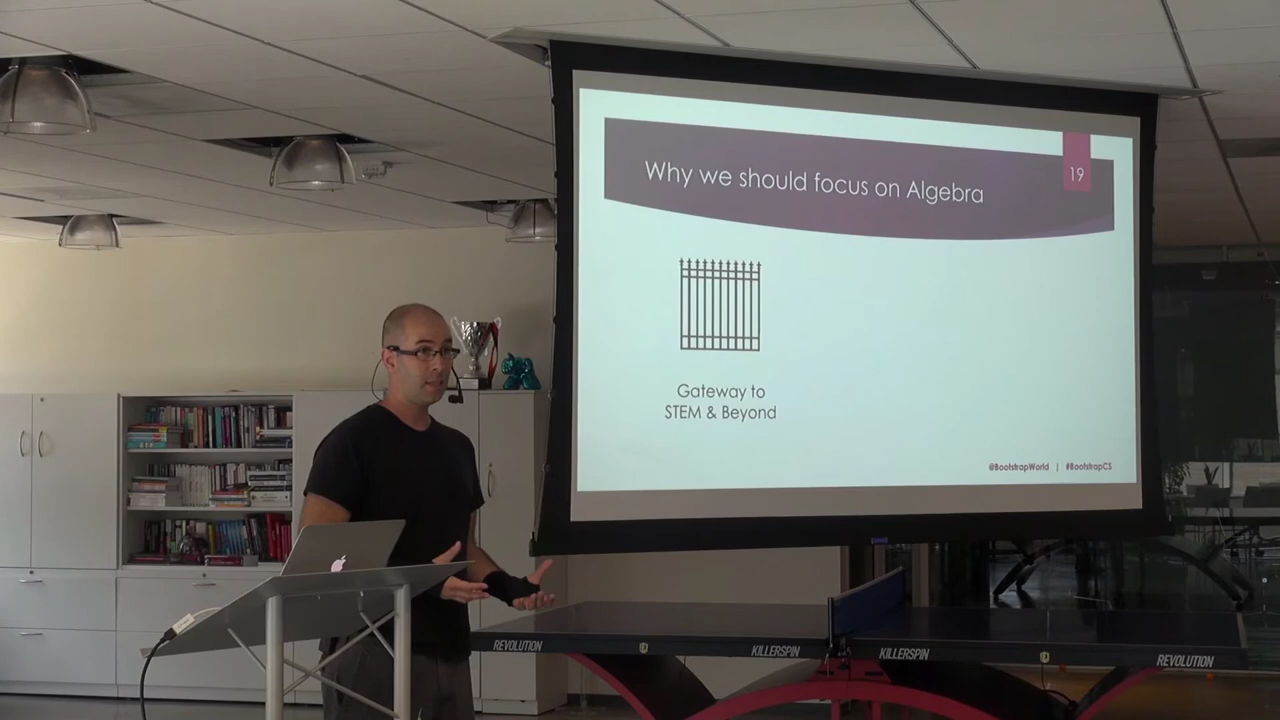 Why we should focus on Algebra
19
Gateway to
STEM & Beyond
@BootstrapWorld | #BootstrapCS
REVOLUTION
KILLERSPIN
KILLERSPIN
REVOLUTION